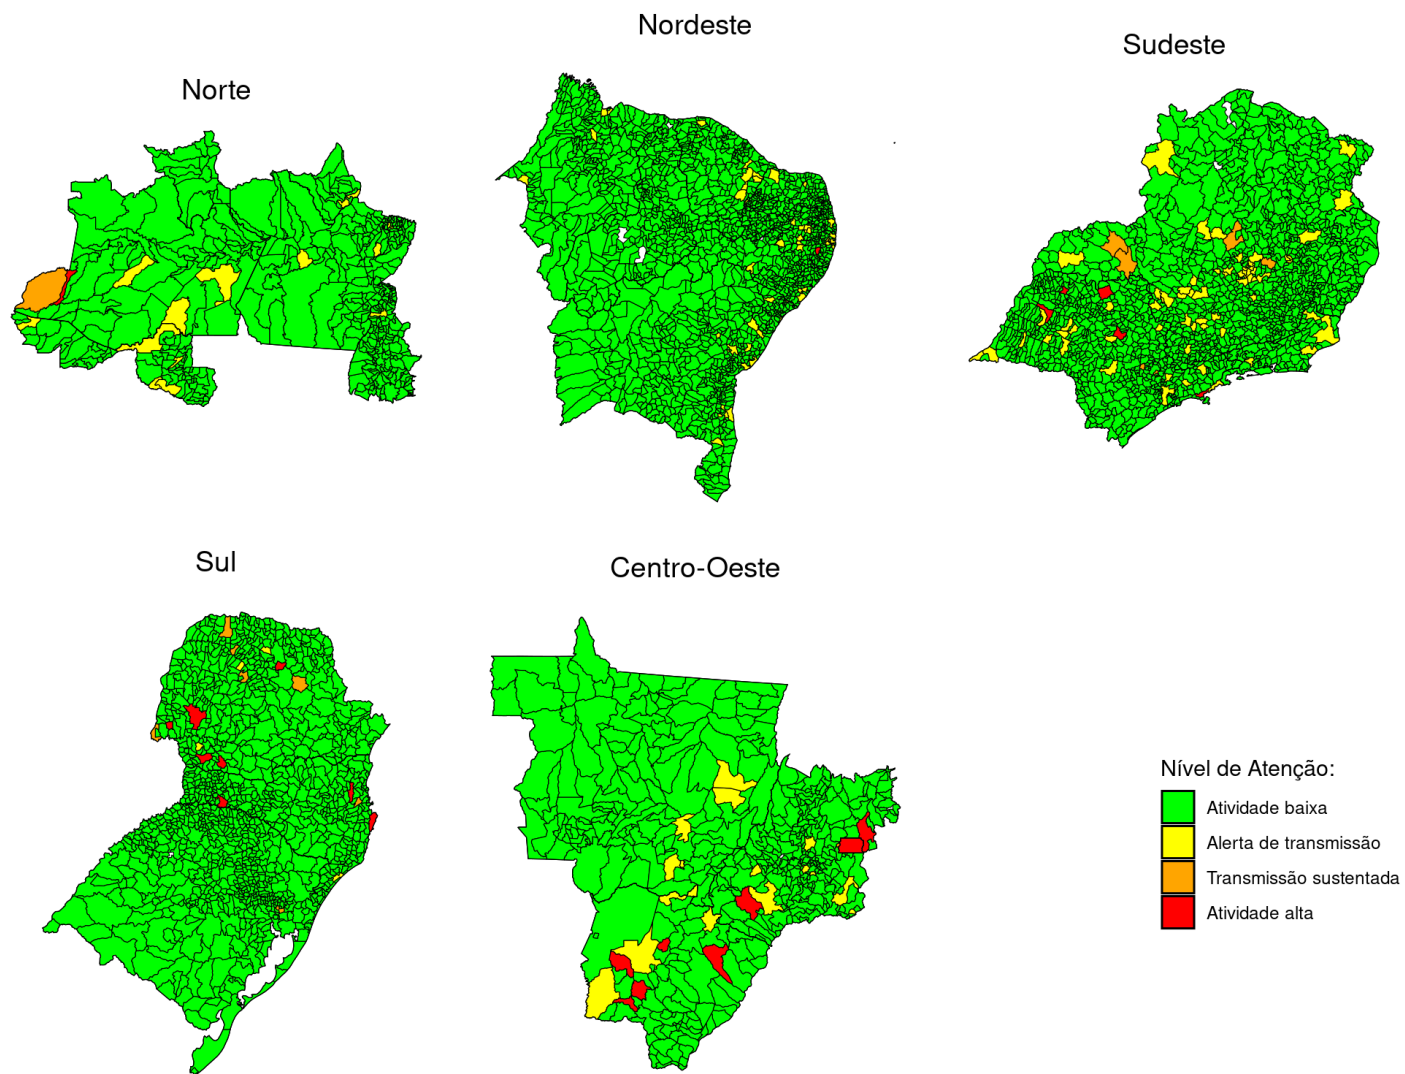 Nordeste
Sudeste
Norte
Sul
Centro-Oeste
Nível de Atenção:
Atividade baixa
Alerta de transmissão
Transmissão sustentada
Atividade alta